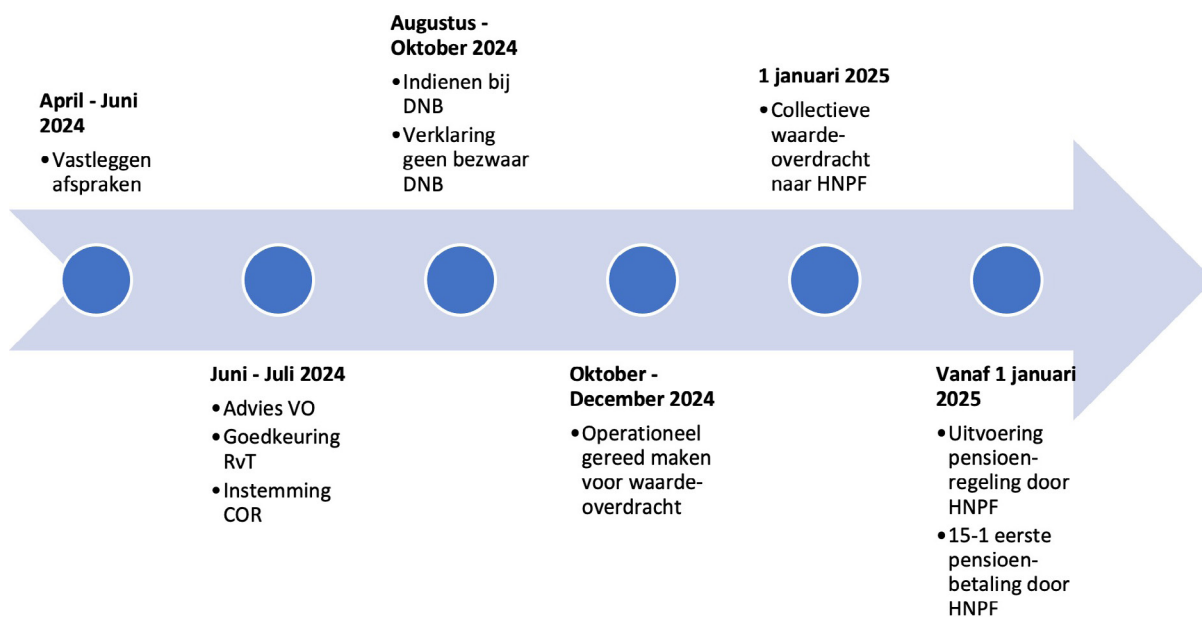 April - Juni
2024
•Vastleggen
afspraken
Juni - Juli 2024
•Advies VO
•Goedkeuring
RvT
•Instemming
COR
Augustus -
Oktober 2024
•Indienen bij
DNB
•Verklaring
geen bezwaar
DNB
Oktober -
December 2024
•Operationeel
gereed maken
voor waarde-
overdracht
1 januari 2025
•Collectieve
waarde-
overdracht
naar HNPF
Vanaf 1 januari
2025
•Uitvoering
pensioen-
regeling door
HNPF
•15-1 eerste
pensioen-
betaling door
HNPF